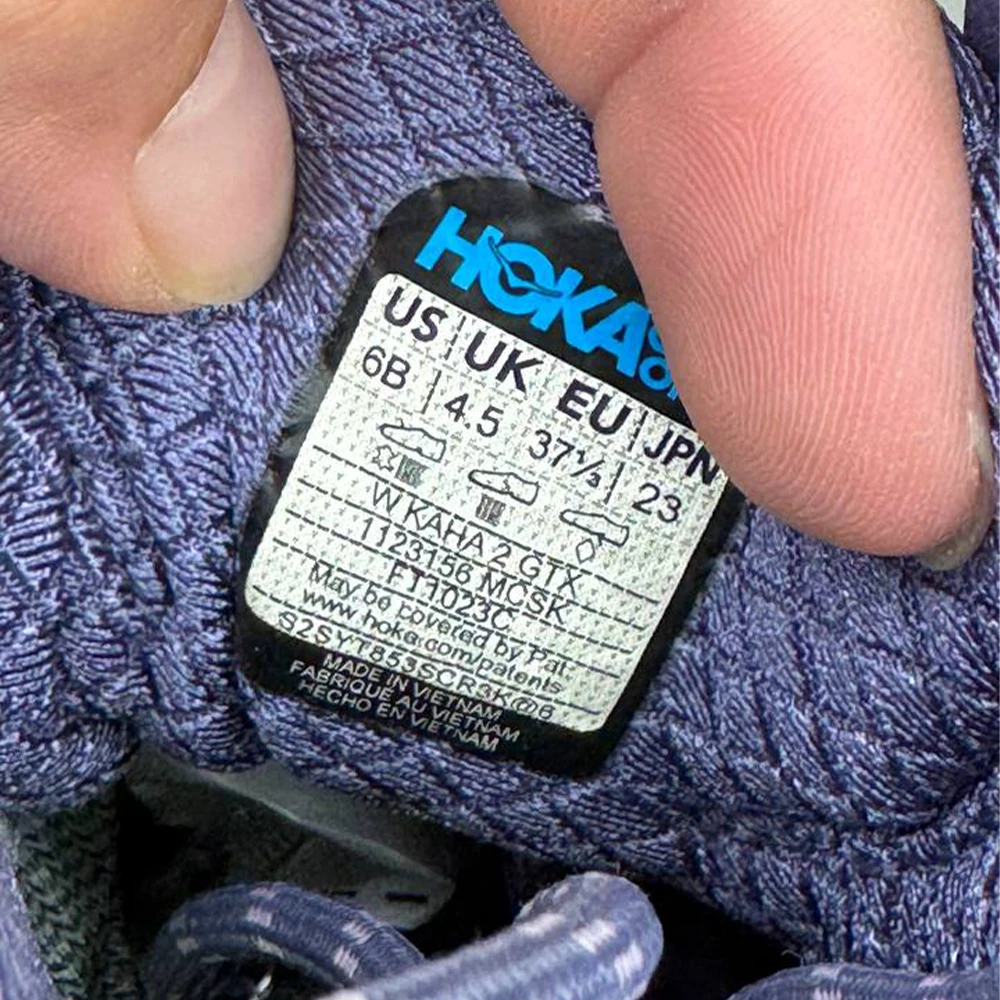 HOKA
US UK EU JPN
6B 4.5 37⅓ 23
W KAHA 2 GTX
1123156 MCSK
FT1023C
May be covered by Pat.
www.hoka.com/patents
S2SYT853SCR3K@6
MADE IN VIETNAM
FABRIQUÉ AU VIETNAM
HECHO EN VIETNAM